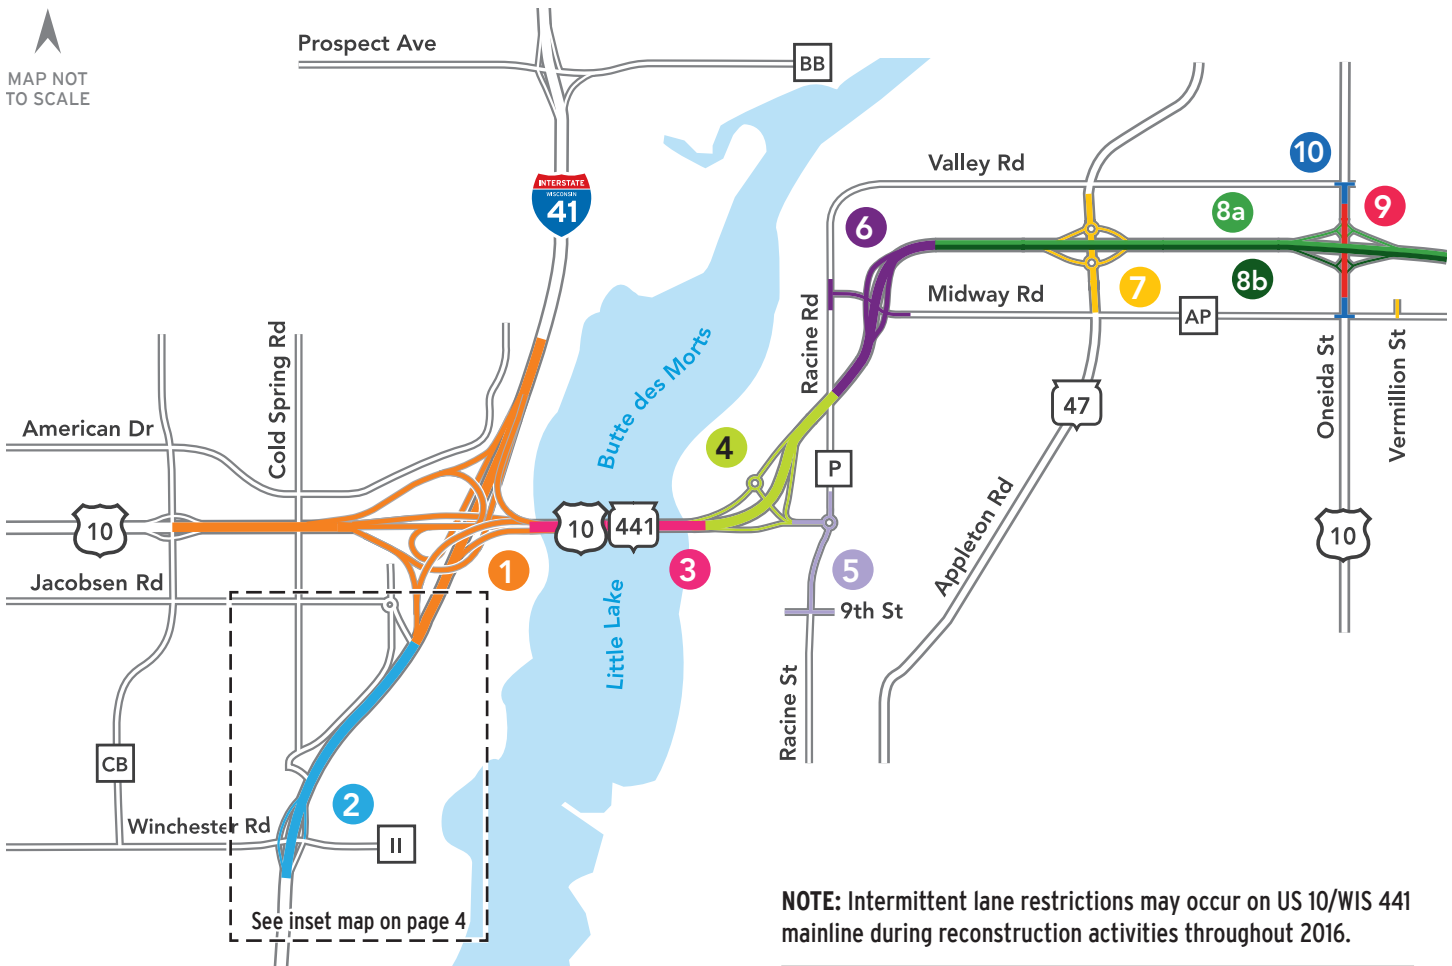 Prospect Ave
BB
MAP NOT
TO SCALE
INTERSTATE
WISCONSIN
41
Valley Rd
10
6
8a
9
Midway Rd
7
8b
AP
Racine Rd
Cold Spring Rd
Butte des Morts
Oneida St
Vermillion St
47
American Dr
4
P
10
10
441
Appleton Rd
10
Jacobsen Rd
1
3
5
9th St
Little Lake
Racine St
CB
2
Winchester Rd
II
See inset map on page 4
NOTE: Intermittent lane restrictions may occur on US 10/WIS 441
mainline during reconstruction activities throughout 2016.